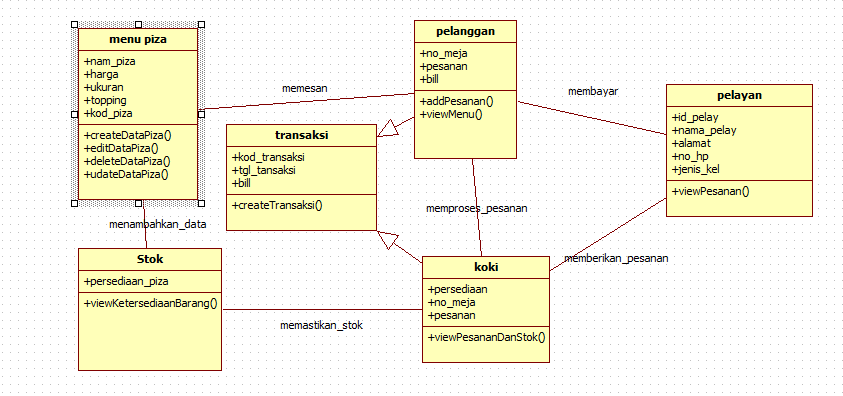 menu piza
+nam_piza
+harga
+ukuran
+topping
+kod_piza
+createDataPiza()
+editDataPiza()
+deleteDataPiza()
+udateDataPiza()
memesan
pelanggan
+no_meja
+pesanan
+bill
+addPesanan()
+viewMenu()
membayar
pelayan
+id_pelay
+nama_pelay
+alamat
+no_hp
+jenis_kel
+viewPesanan()
transaksi
+kod_transaksi
+tgl_tansaksi
+bill
+createTransaksi()
memproses_pesanan
menambahkan_data
memberikan_pesanan
Stok
+persediaan_piza
+viewKetersediaanBarang()
memastikan_stok
koki
+persediaan
+no_meja
+pesanan
+viewPesananDanStok()